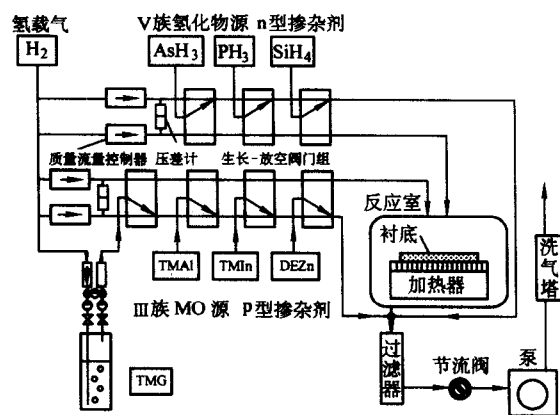 氢载气
V族氢化物源 n型掺杂剂
H₂
AsH₃
PH₃
SiH₄
质量流量控制器
压差计
生长-放空阀门组
反应室
衬底
加热器
TMAl
TMIn
DEZn
III族MO源 P型掺杂剂
TMG
过滤器
节流阀
泵
洗气塔